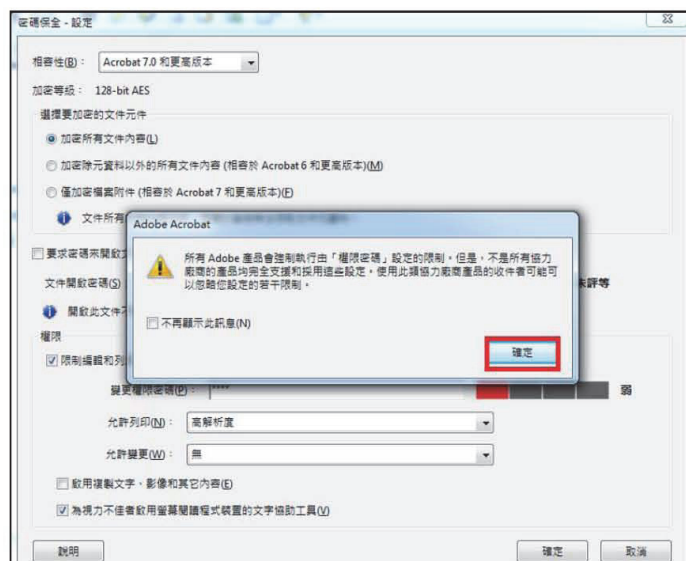 密碼保全 - 設定
相容性(B)： Acrobat 7.0 和更高版本
加密等級： 128-bit AES
選擇要加密的文件元件
加密所有文件內容(L)
加密除元資料以外的所有文件內容 (相容於 Acrobat 6 和更高版本)(M)
僅加密檔案附件 (相容於 Acrobat 7 和更高版本)(F)
文件所有
要求密碼來開啟文
文件開啟密碼(S)
未評等
開啟此文件不
Adobe Acrobat
所有 Adobe 產品會強制執行由「權限密碼」設定的限制。但是，不是所有協力
廠商的產品均完全支援和採用這些設定，使用此類協力廠商產品的收件者可能可
以忽略您設定的若干限制。
不再顯示此訊息(N)
確定
權限
限制編輯和列
變更權限密碼(P)： **** 弱
允許列印(N)： 高解析度
允許變更(W)： 無
啟用複製文字、影像和其它內容(E)
為視力不佳者啟用螢幕閱讀程式裝置的文字協助工具(V)
說明 確定 取消